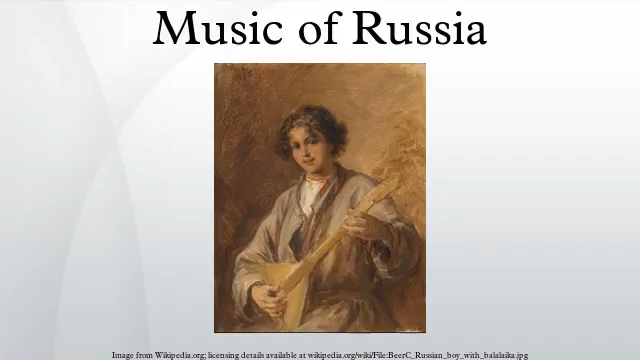 Music of Russia
Image from Wikipedia.org; licensing details available at wikipedia.org/wiki/File:BeerC_Russian_boy_with_balalaika.jpg